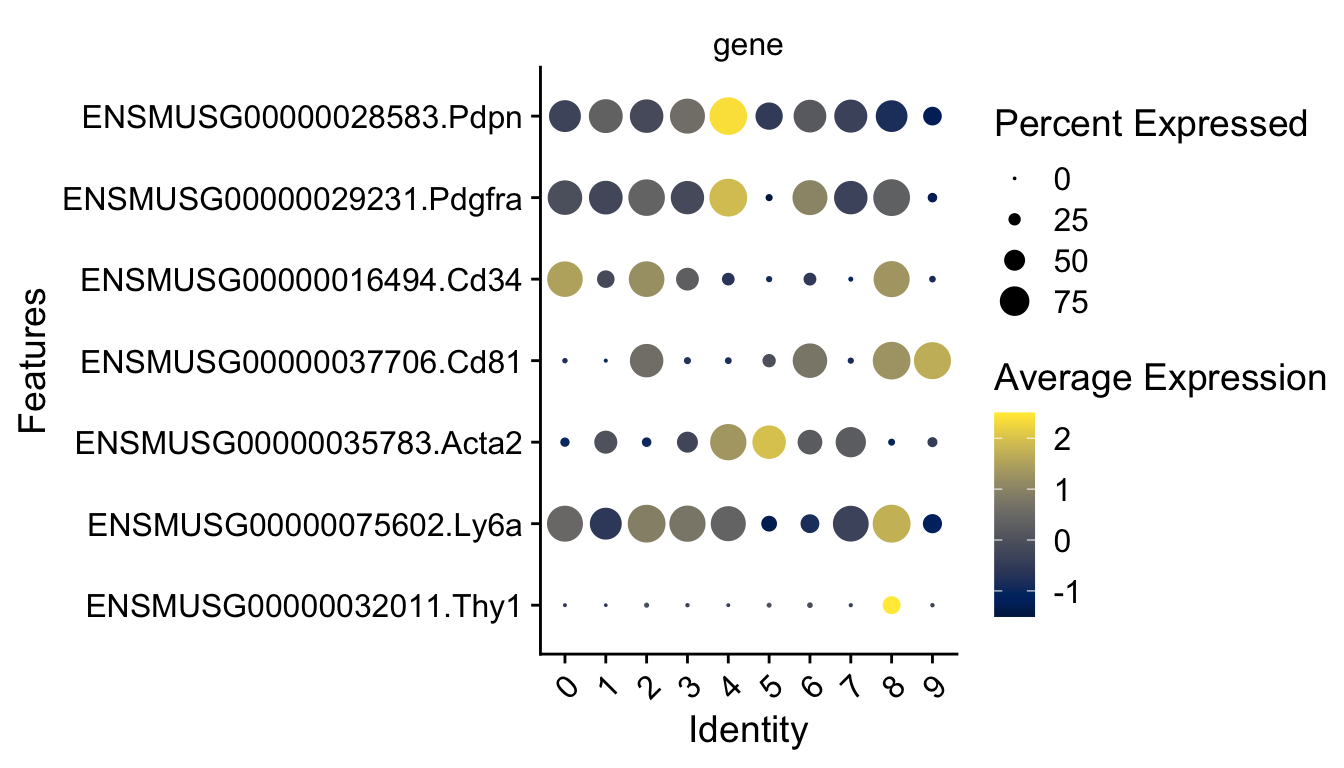 gene
Features
ENSMUSG00000028583.Pdpn
ENSMUSG00000029231.Pdgfra
ENSMUSG00000016494.Cd34
ENSMUSG00000037706.Cd81
ENSMUSG00000035783.Acta2
ENSMUSG00000075602.Ly6a
ENSMUSG00000032011.Thy1
0 1 2 3 4 5 6 7 8 9
Identity
Percent Expressed
0
25
50
75
Average Expression
2
1
0
-1